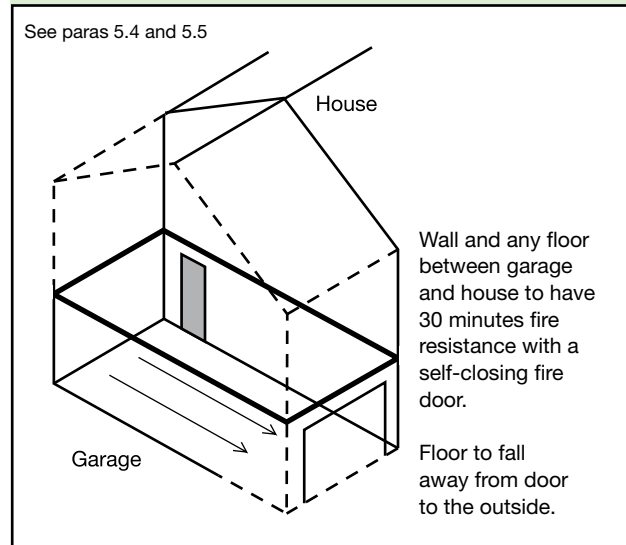 See paras 5.4 and 5.5
House
Wall and any floor
between garage
and house to have
30 minutes fire
resistance with a
self-closing fire
door.
Garage
Floor to fall
away from door
to the outside.